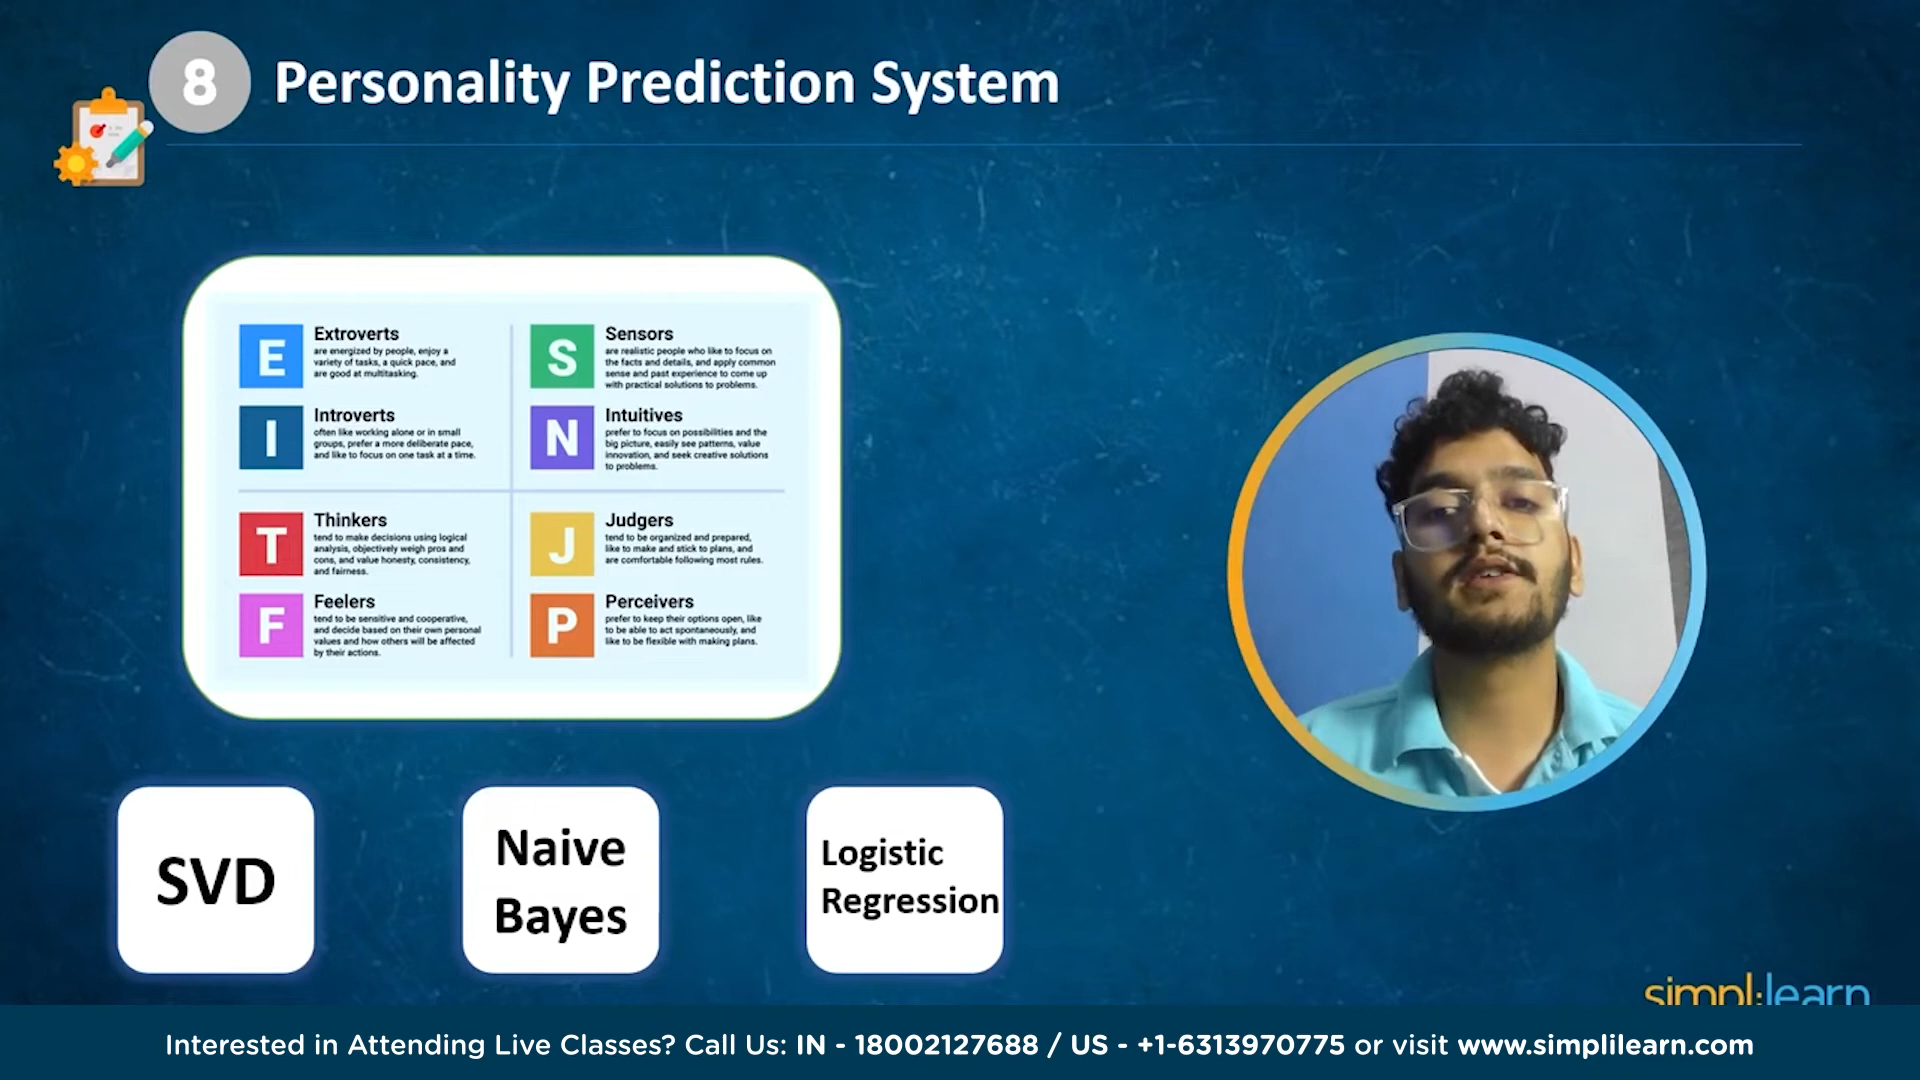 8 Personality Prediction System
E
Extroverts
are energized by people, enjoy a
variety of tasks, a quick pace, and
are good at multitasking.
I
Introverts
often like working alone or in small
groups, prefer a more deliberate pace,
and like to focus on one task at a time.
S
Sensors
are realistic people who like to focus on
the facts and details, and apply common
sense and past experience to come up
with practical solutions to problems.
N
Intuitives
prefer to focus on possibilities and the
big picture, easily see patterns, value
innovation, and seek creative solutions
to problems.
T
Thinkers
tend to make decisions using logical
analysis, objectively weigh pros and
cons, and value honesty, consistency,
and fairness.
F
Feelers
tend to be sensitive and cooperative,
and decide based on their own personal
values and how others will be affected
by their actions.
J
Judgers
tend to be organized and prepared,
like to make and stick to plans, and
are comfortable following most rules.
P
Perceivers
prefer to keep their options open, like
to be able to act spontaneously, and
like to be flexible with making plans.
SVD
Naive
Bayes
Logistic
Regression
simpl:learn
Interested in Attending Live Classes? Call Us: IN - 18002127688 / US - +1-6313970775 or visit www.simplilearn.com